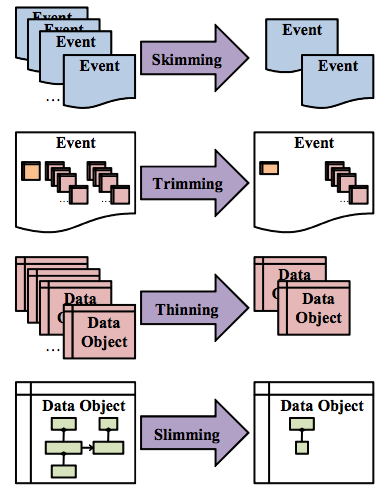 Event
Event
Event
Event
...
Skimming
Event
Event
Event
... ...
Trimming
Event
...
Data
Object
Data
Object
...
Thinning
Data
Data
Object
Data Object
Slimming
Data Object